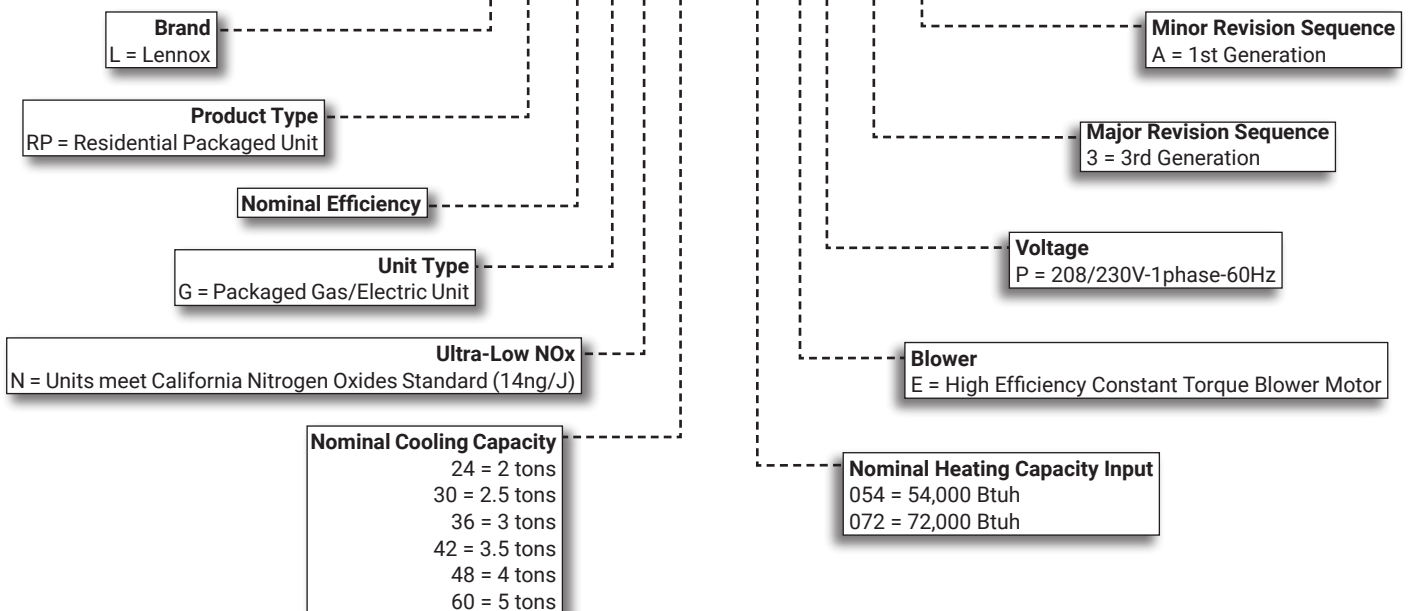 Brand
L = Lennox
Product Type
RP = Residential Packaged Unit
Nominal Efficiency
Unit Type
G = Packaged Gas/Electric Unit
Ultra-Low NOx
N = Units meet California Nitrogen Oxides Standard (14ng/J)
Nominal Cooling Capacity
24 = 2 tons
30 = 2.5 tons
36 = 3 tons
42 = 3.5 tons
48 = 4 tons
60 = 5 tons
Minor Revision Sequence
A = 1st Generation
Major Revision Sequence
3 = 3rd Generation
Voltage
P = 208/230V-1phase-60Hz
Blower
E = High Efficiency Constant Torque Blower Motor
Nominal Heating Capacity Input
054 = 54,000 Btuh
072 = 72,000 Btuh